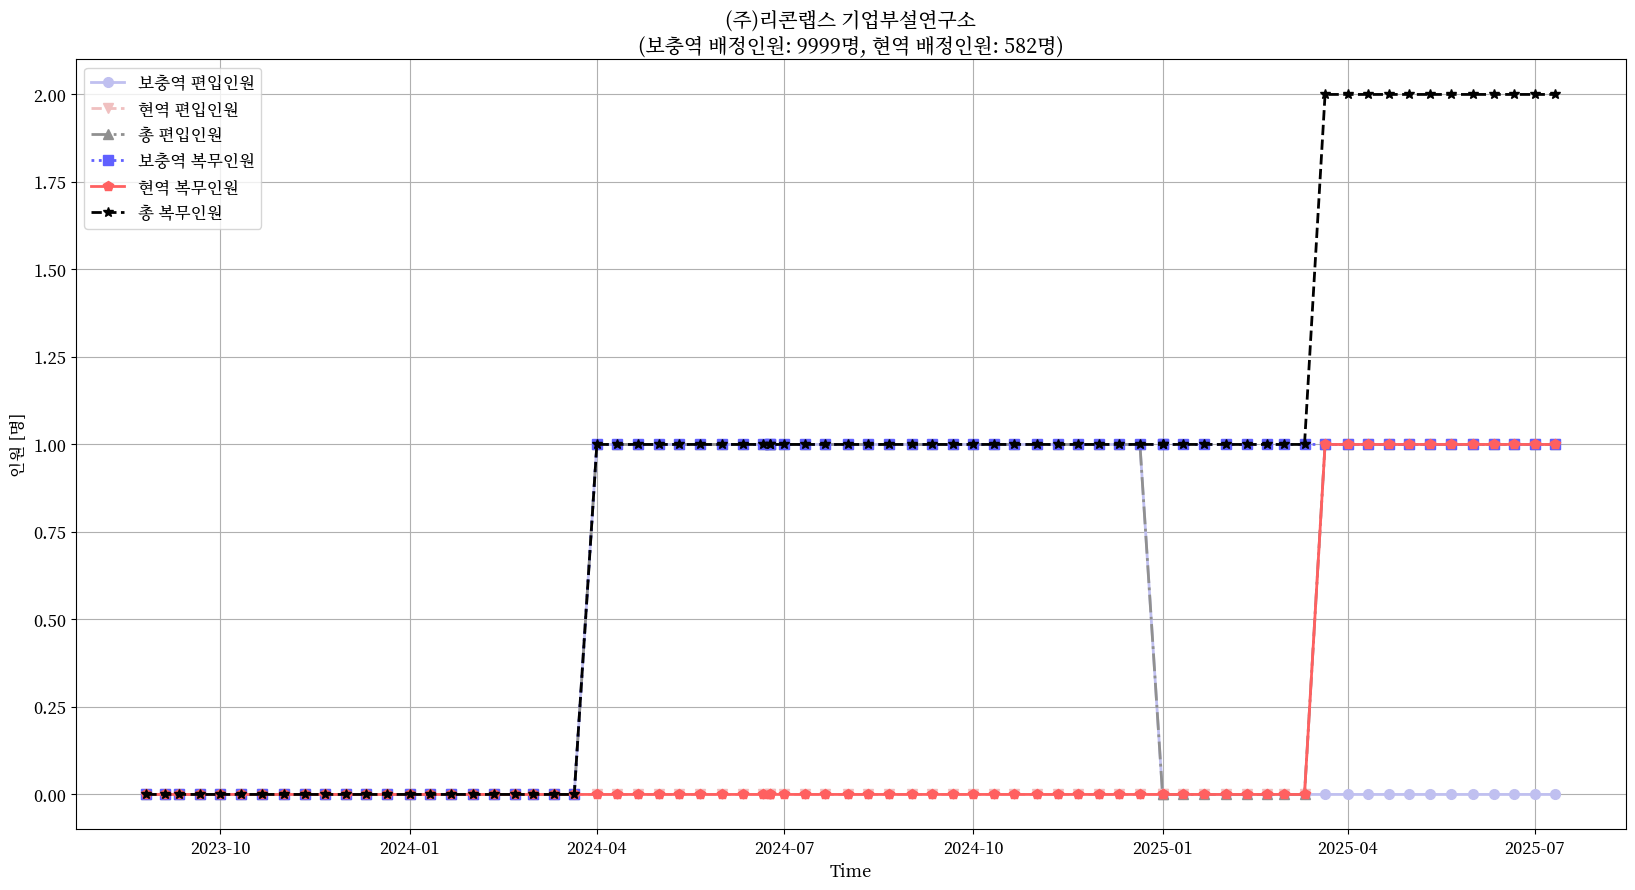 (주)리콘랩스 기업부설연구소
(보충역 배정인원: 9999명, 현역 배정인원: 582명)
보충역 편입인원
현역 편입인원
총 편입인원
보충역 복무인원
현역 복무인원
총 복무인원
2.00
1.75
1.50
1.25
1.00
0.75
0.50
0.25
0.00
인원 [명]
2023-10
2024-01
2024-04
2024-07
2024-10
2025-01
2025-04
2025-07
Time